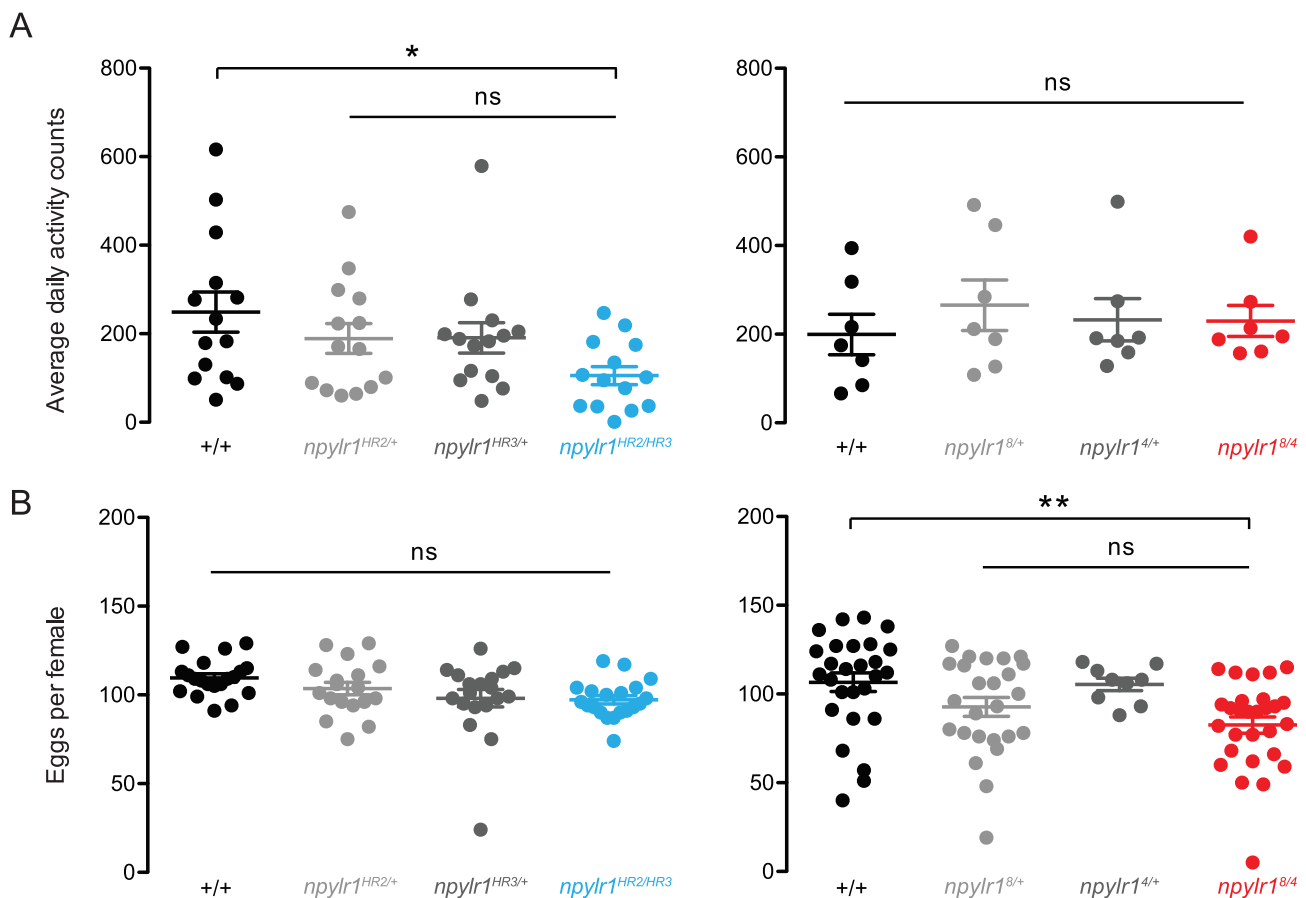 A
Average daily activity counts
800
600
400
200
0
*
ns
+/+ npylr1HR2/+ npylr1HR3/+ npylr1HR2/HR3
800
600
400
200
0
ns
+/+ npylr18/+ npylr14/+ npylr18/4
B
Eggs per female
200
150
100
50
0
ns
+/+ npylr1HR2/+ npylr1HR3/+ npylr1HR2/HR3
200
150
100
50
0
**
ns
+/+ npylr18/+ npylr14/+ npylr18/4